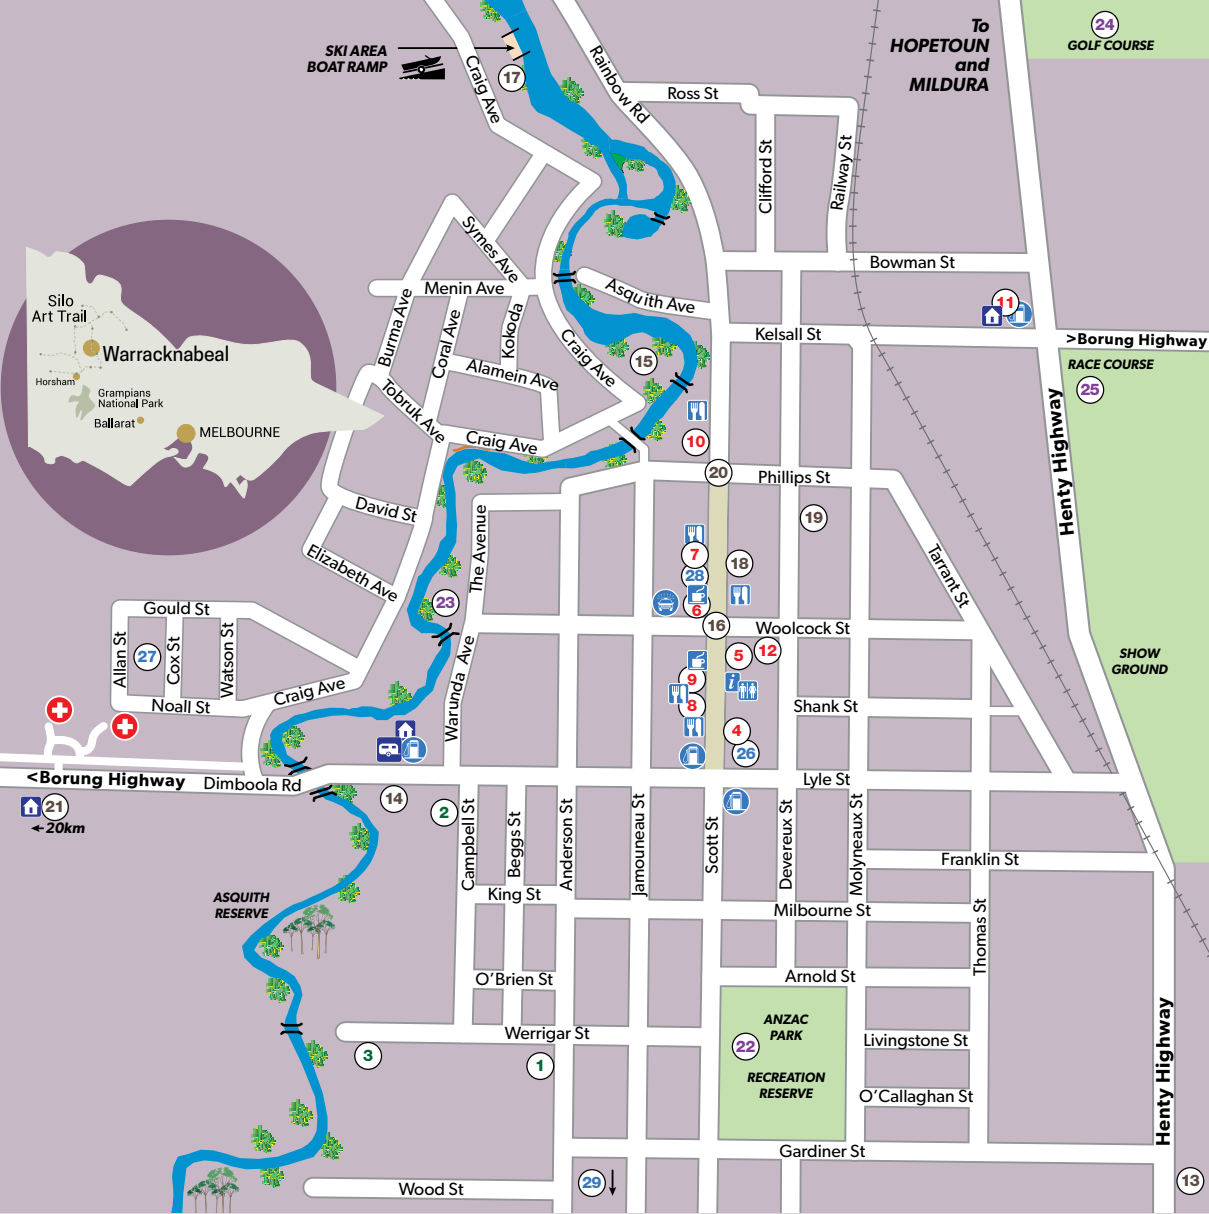 24
GOLF COURSE
To
HOPETOUN
and
MILDURA
SKI AREA
BOAT RAMP
17
Craig Ave
Rainbow Rd
Ross St
Clifford St
Railway St
Bowman St
Symes Ave
Menin Ave
Asquith Ave
11
Kelsall St
>Borung Highway
RACE COURSE
25
Silo
Art Trail
Warracknabeal
Horsham
Grampians
National Park
Ballarat
MELBOURNE
Burma Ave
Coral Ave
Kokoda
Craig Ave
15
Alamein Ave
Tobruk Ave
Craig Ave
10
20
Phillips St
Henty Highway
David St
The Avenue
19
Elizabeth Ave
7
18
28
6
Tarrant St
23
16
Woolcock St
Gould St
Allan St
27
Cox St
Watson St
Warunda Ave
5
12
SHOW
GROUND
9
i
Craig Ave
Noall St
8
Shank St
4
26
<Borung Highway
Dimboola Rd
Lyle St
21
20km
14
2
Campbell St
Beggs St
Anderson St
Jamouneau St
Scott St
Devereux St
Molyneaux St
Franklin St
King St
ASQUITH
RESERVE
Milbourne St
Thomas St
O'Brien St
Arnold St
Werrigar St
3
1
ANZAC
PARK
22
RECREATION
RESERVE
Livingstone St
O'Callaghan St
Henty Highway
Gardiner St
Wood St
29
13